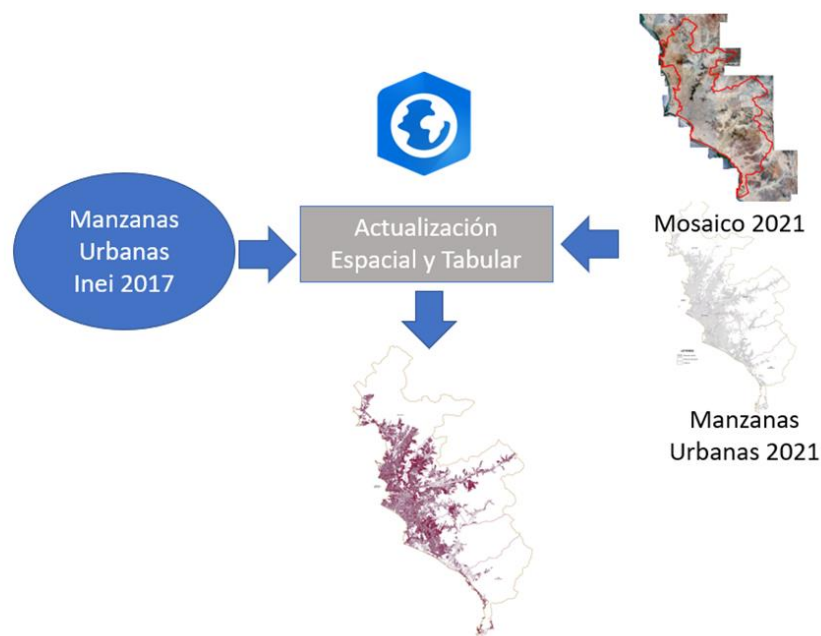 Manzanas
Urbanas
Inei 2017
Actualización
Espacial y Tabular
Mosaico 2021
Manzanas
Urbanas 2021